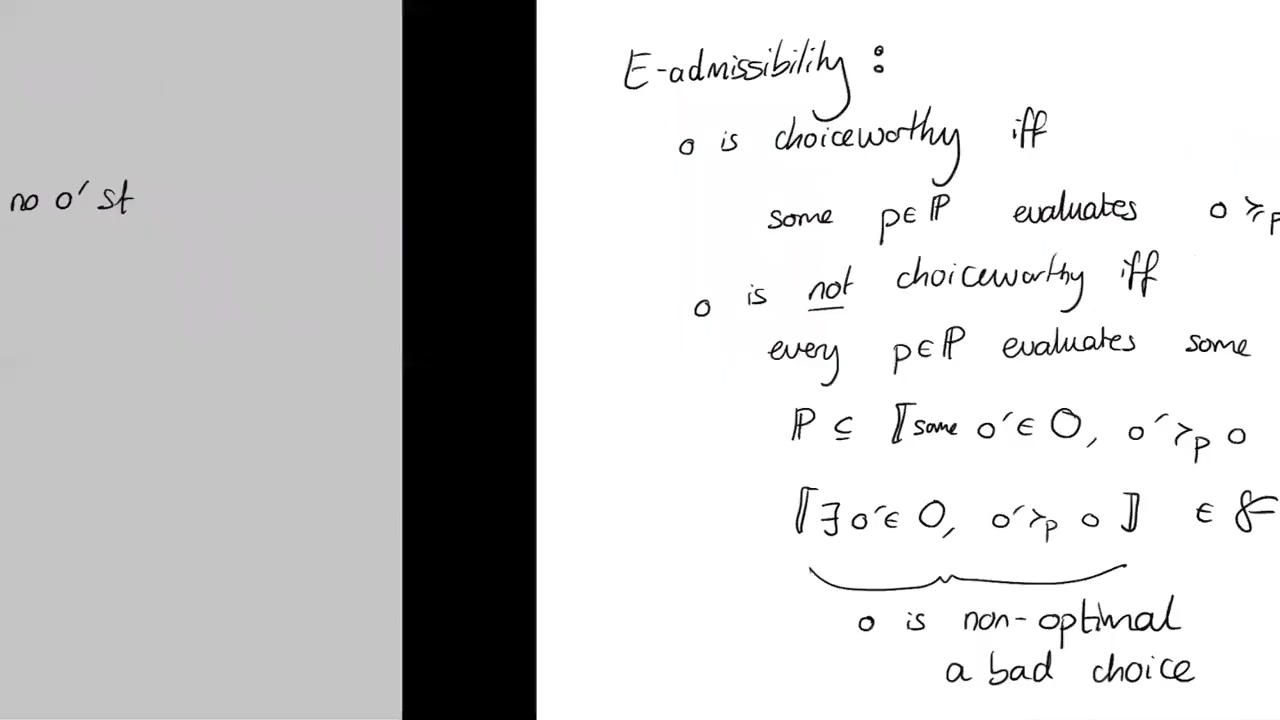 no o′ st
E-admissibility :
o is choiceworthy iff
some p∈ℙ evaluates o ≽p
o is not choiceworthy iff
every p∈ℙ evaluates some
ℙ ⊆ ⟦some o′∈ O, o′≻p o
⟦∃o′∈ O, o′≻p o⟧ ∈ F
o is non-optimal
a bad choice